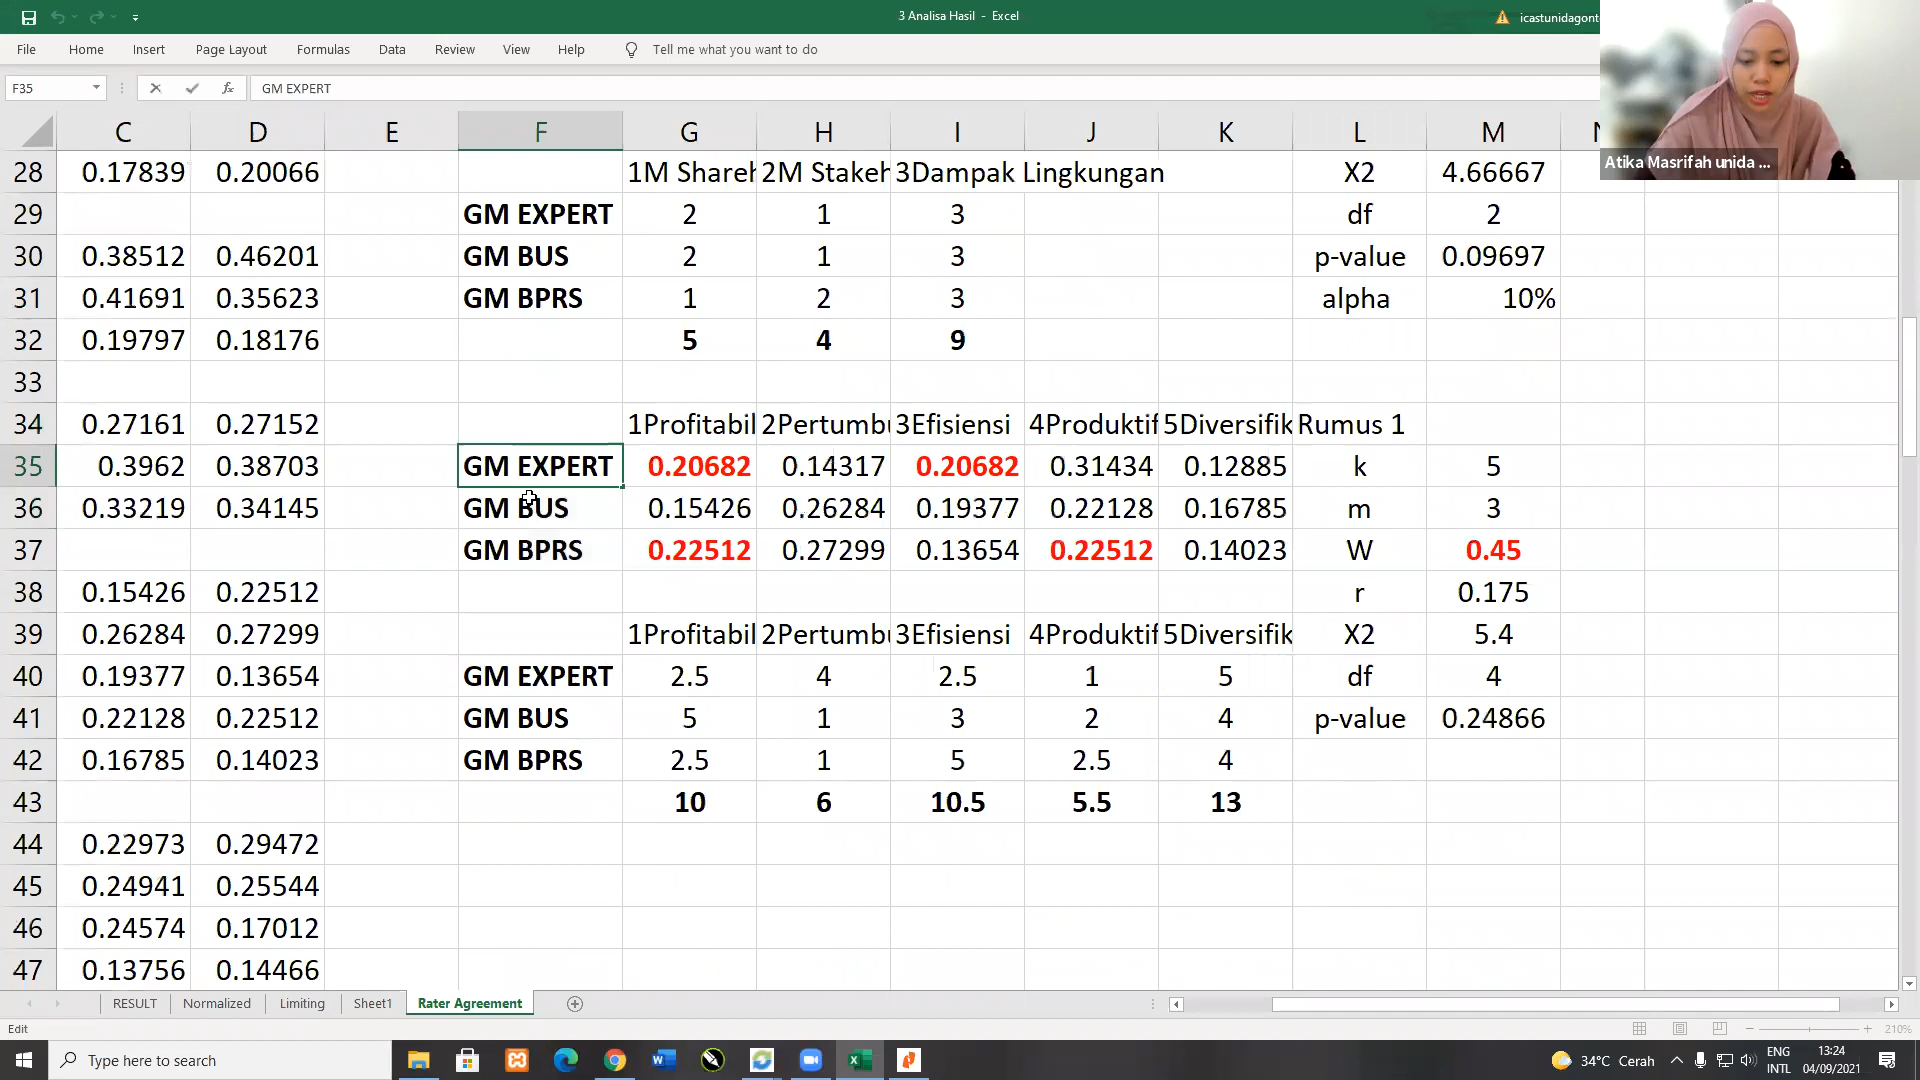 3 Analisa Hasil - Excel
icastunidagont
File Home Insert Page Layout Formulas Data Review View Help Tell me what you want to do
F35 fx GM EXPERT
Atika Masrifah unida ...
C D E F G H I J K L M N
28 0.17839 0.20066 1M Shareh 2M Stakeh 3Dampak Lingkungan X2 4.66667
29 GM EXPERT 2 1 3 df 2
30 0.38512 0.46201 GM BUS 2 1 3 p-value 0.09697
31 0.41691 0.35623 GM BPRS 1 2 3 alpha 10%
32 0.19797 0.18176 5 4 9
33
34 0.27161 0.27152 1Profitabil 2Pertumbu 3Efisiensi 4Produktif 5Diversifik Rumus 1
35 0.3962 0.38703 GM EXPERT 0.20682 0.14317 0.20682 0.31434 0.12885 k 5
36 0.33219 0.34145 GM BUS 0.15426 0.26284 0.19377 0.22128 0.16785 m 3
37 GM BPRS 0.22512 0.27299 0.13654 0.22512 0.14023 W 0.45
38 0.15426 0.22512 r 0.175
39 0.26284 0.27299 1Profitabil 2Pertumbu 3Efisiensi 4Produktif 5Diversifik X2 5.4
40 0.19377 0.13654 GM EXPERT 2.5 4 2.5 1 5 df 4
41 0.22128 0.22512 GM BUS 5 1 3 2 4 p-value 0.24866
42 0.16785 0.14023 GM BPRS 2.5 1 5 2.5 4
43 10 6 10.5 5.5 13
44 0.22973 0.29472
45 0.24941 0.25544
46 0.24574 0.17012
47 0.13756 0.14466
RESULT Normalized Limiting Sheet1 Rater Agreement
Edit 210%
Type here to search 34°C Cerah ENG INTL 13:24 04/09/2021